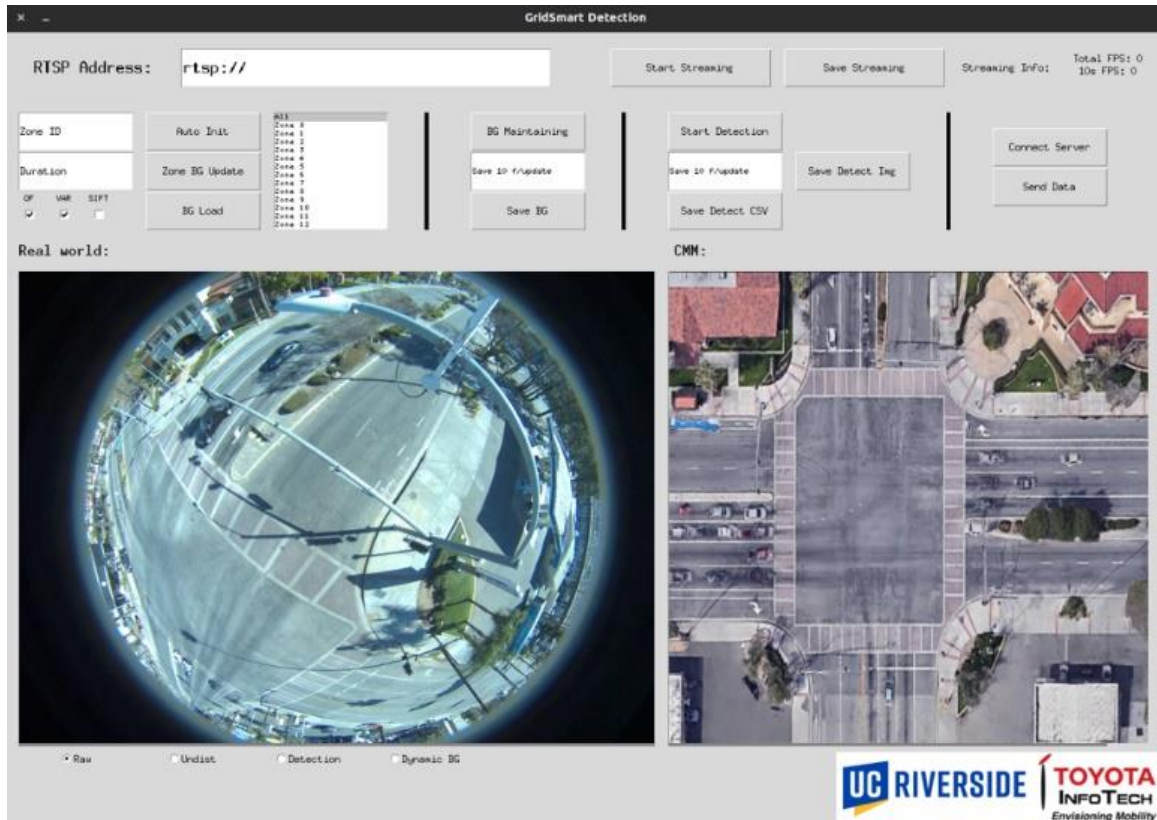 GridSmart Detection
RTSP Address:
rtsp://
Start Streaming
Save Streaming
Streaming Info:
Total FPS: 0
10s FPS: 0
Zone ID
Duration
OF VAR SIFT
Auto Init
Zone BG Update
BG Load
All
Zone 0
Zone 1
Zone 2
Zone 3
Zone 4
Zone 5
Zone 6
Zone 7
Zone 8
Zone 9
Zone 10
Zone 11
Zone 12
BG Maintaining
Save 10 f/update
Save BG
Start Detection
Save 10 f/update
Save Detect CSV
Save Detect Img
Connect Server
Send Data
Real world:
CMM:
Raw
Undist
Detection
Dynamic BG
UC RIVERSIDE
TOYOTA
INFOTECH
Envisioning Mobility